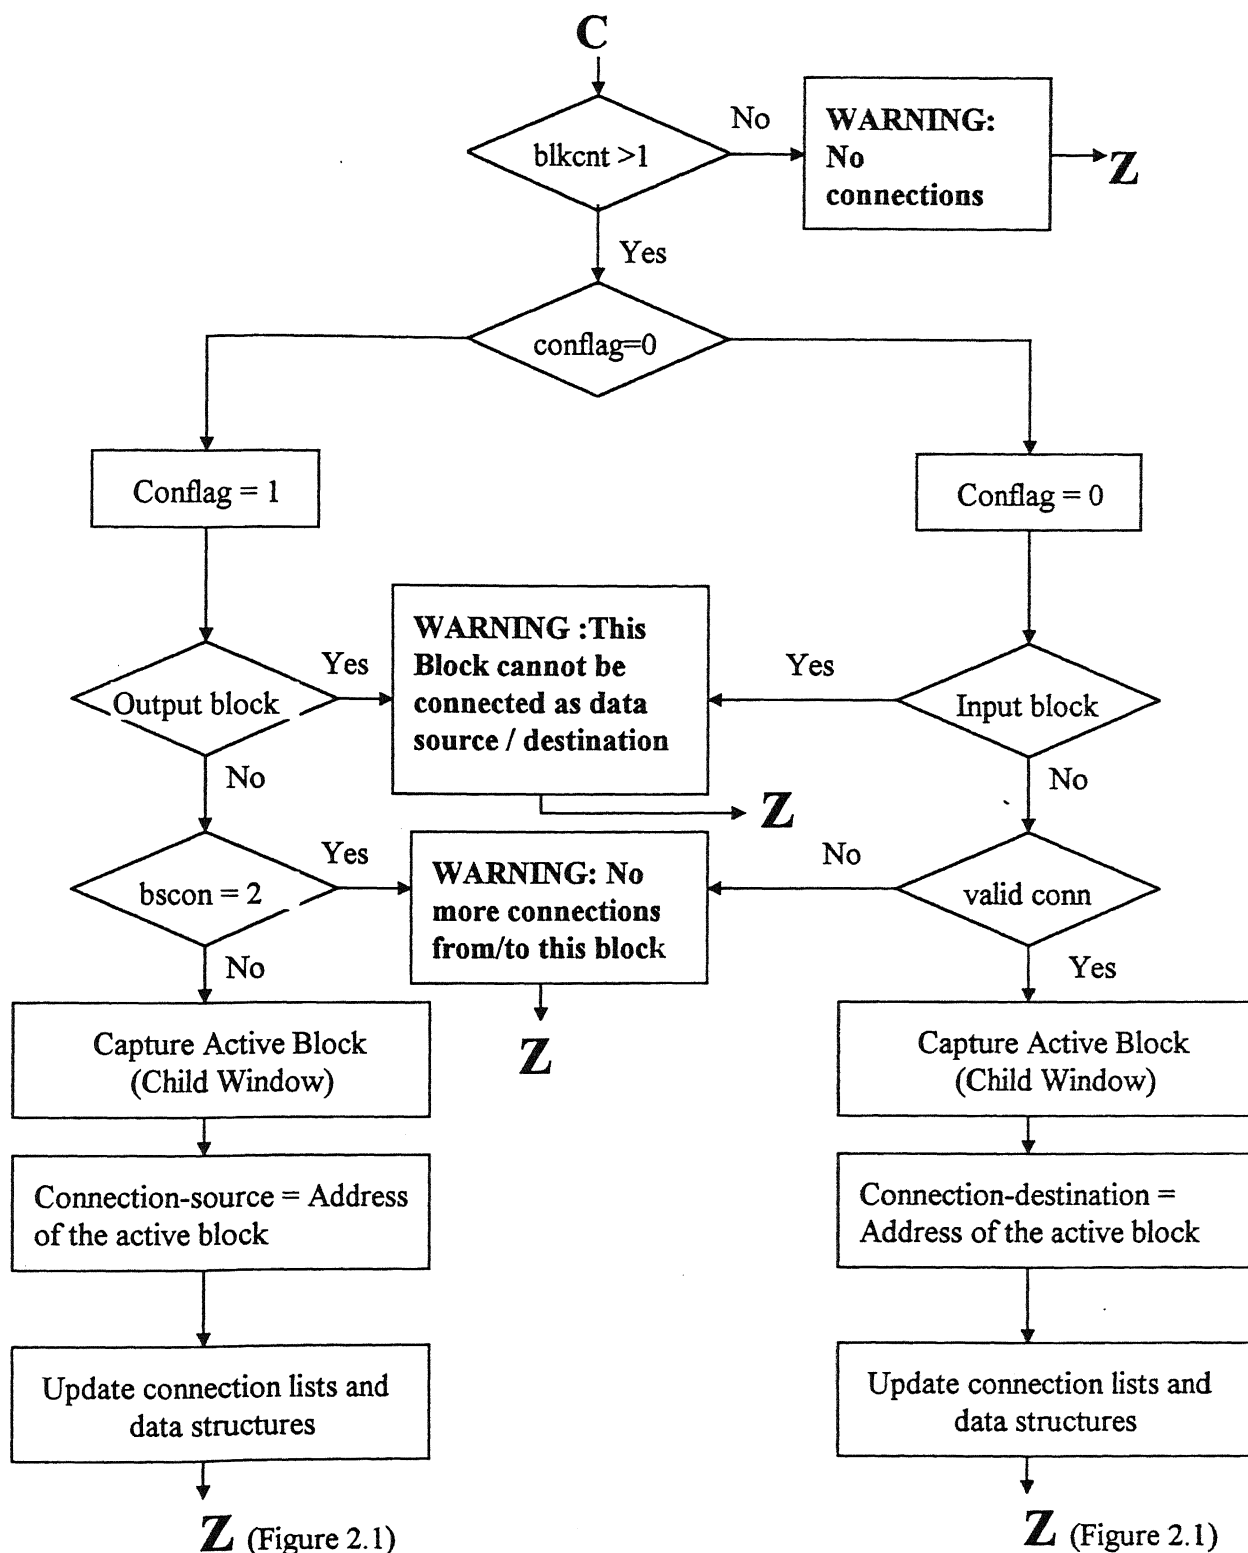 C
blkcnt >1
No
WARNING:
No
connections
Z
Yes
conflag=0
Conflag = 1
Conflag = 0
Output block
Yes
WARNING :This
Block cannot be
connected as data
source / destination
Yes
Input block
No
Z
No
bscon = 2
Yes
WARNING: No
more connections
from/to this block
No
valid conn
No
Z
Yes
Capture Active Block
(Child Window)
Capture Active Block
(Child Window)
Connection-source = Address
of the active block
Connection-destination =
Address of the active block
Update connection lists and
data structures
Update connection lists and
data structures
Z (Figure 2.1)
Z (Figure 2.1)